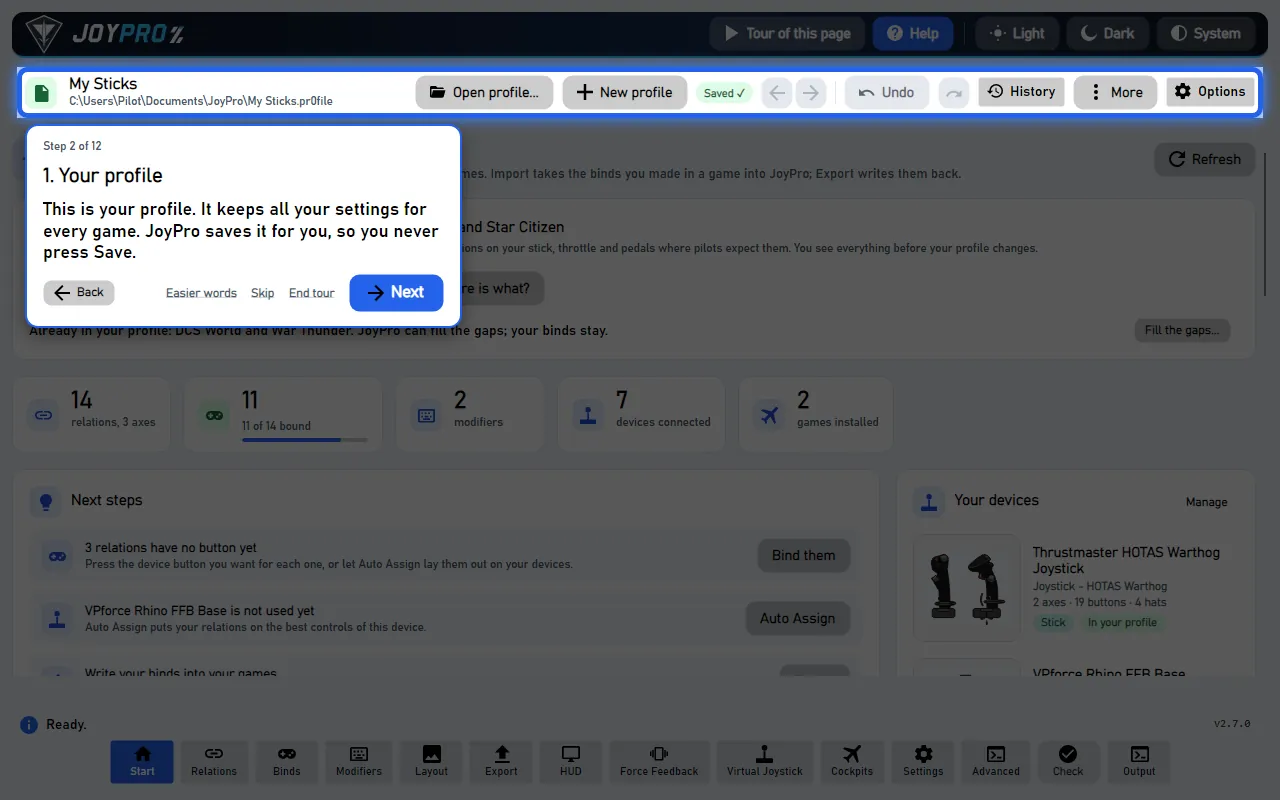 JOYPRO
Tour of this page
Help
Light
Dark
System
My Sticks
C:\Users\Pilot\Documents\JoyPro\My Sticks.pr0file
Open profile...
New profile
Saved ✓
Undo
History
More
Options
Step 2 of 12
1. Your profile
This is your profile. It keeps all your settings for
every game. JoyPro saves it for you, so you never
press Save.
Back
Easier words
Skip
End tour
Next
mes. Import takes the binds you made in a game into JoyPro; Export writes them back.
Refresh
and Star Citizen
ons on your stick, throttle and pedals where pilots expect them. You see everything before your profile changes.
re is what?
Already in your profile: DCS World and War Thunder. JoyPro can fill the gaps; your binds stay.
Fill the gaps...
14
relations, 3 axes
11
11 of 14 bound
2
modifiers
7
devices connected
2
games installed
Next steps
3 relations have no button yet
Press the device button you want for each one, or let Auto Assign lay them out on your devices.
Bind them
VPforce Rhino FFB Base is not used yet
Auto Assign puts your relations on the best controls of this device.
Auto Assign
Write your binds into your games
Your devices
Manage
Thrustmaster HOTAS Warthog
Joystick
Joystick - HOTAS Warthog
2 axes · 19 buttons · 4 hats
Stick
In your profile
VPforce Rhino FFB Base
Ready.
v2.7.0
Start
Relations
Binds
Modifiers
Layout
Export
HUD
Force Feedback
Virtual Joystick
Cockpits
Settings
Advanced
Check
Output